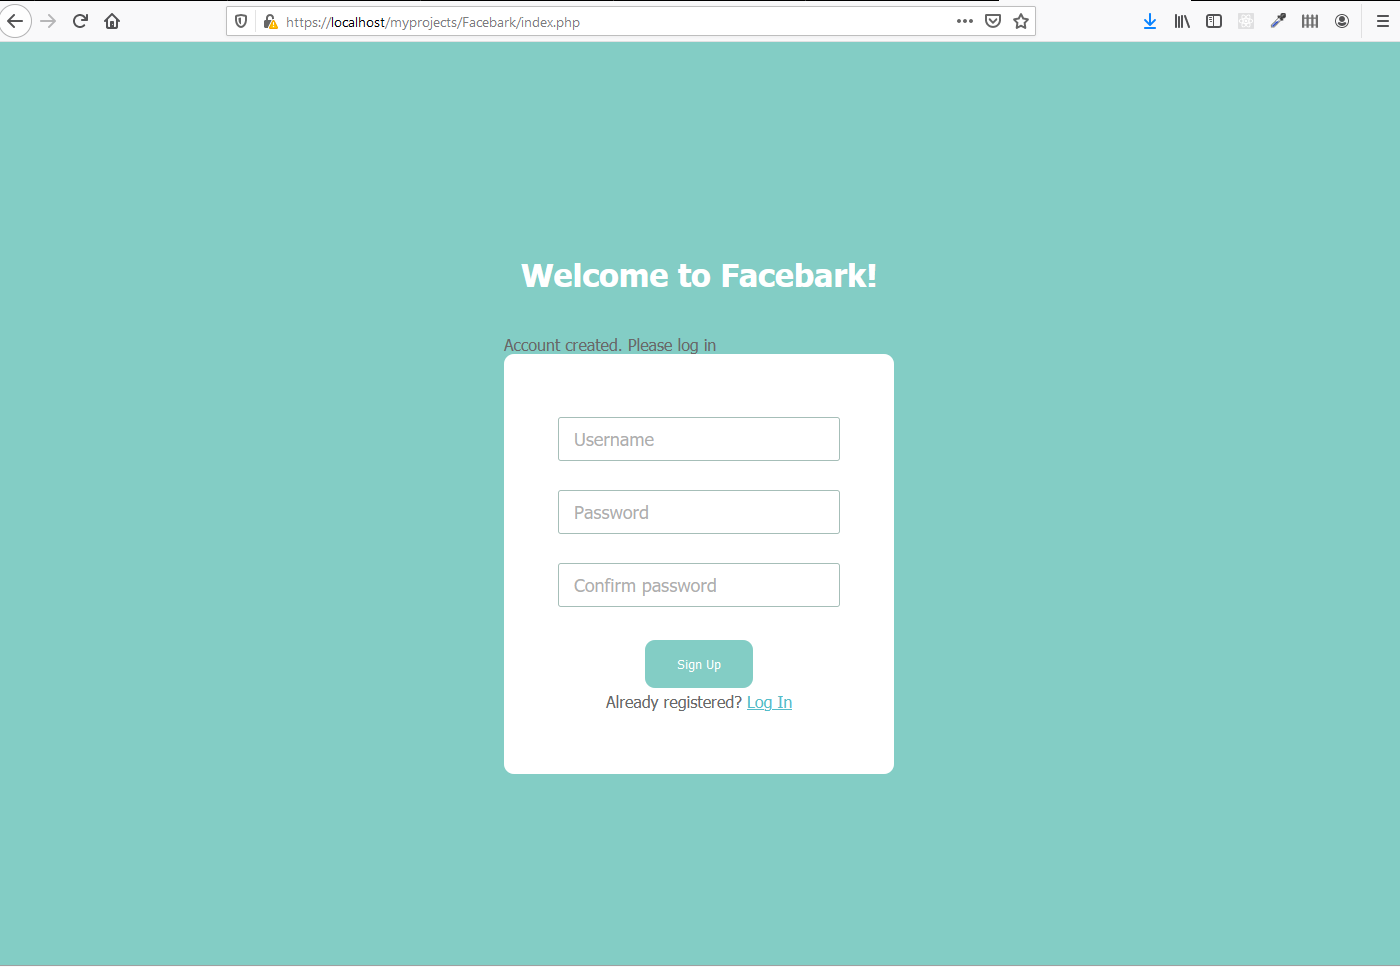 https://localhost/myprojects/Facebark/index.php
Welcome to Facebark!
Account created. Please log in
Username
Password
Confirm password
Sign Up
Already registered? Log In